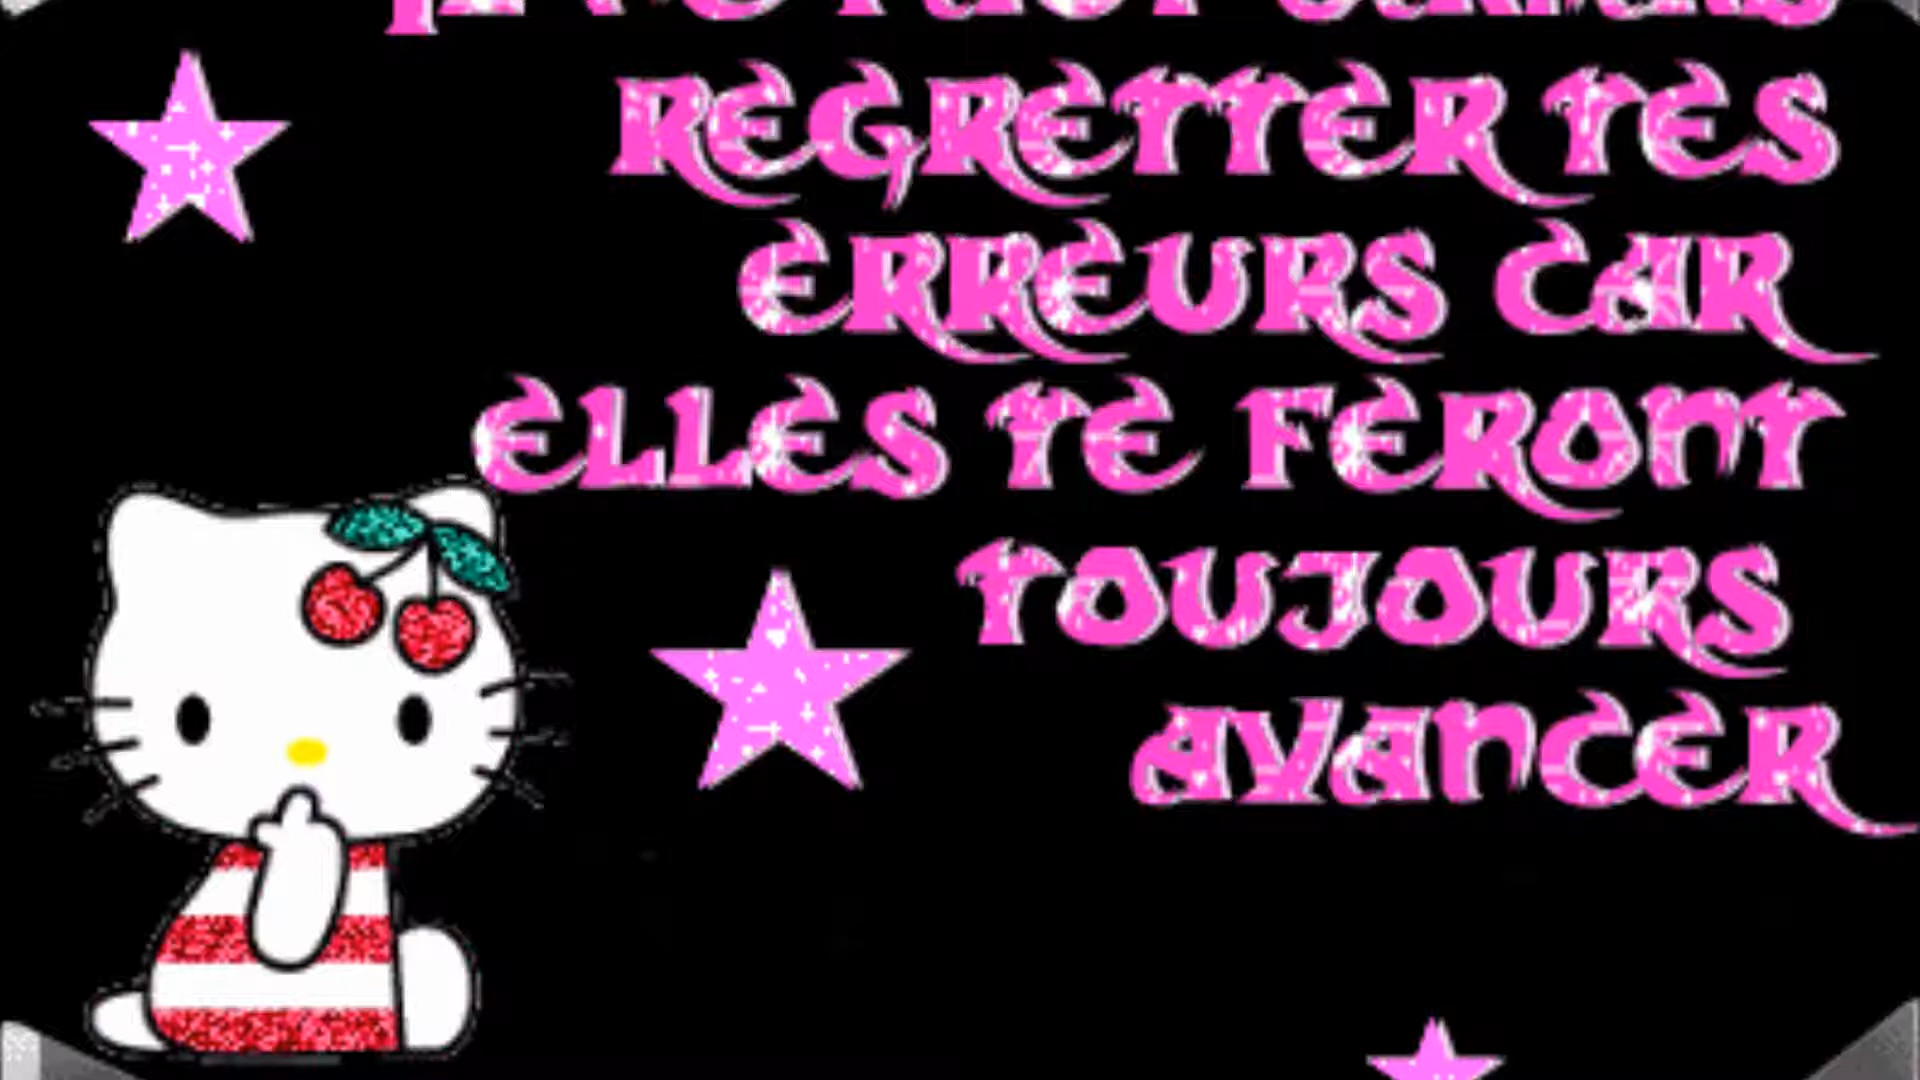 REGRETTER TES
ERREURS CAR
ELLES TE FERONT
TOUJOURS
AVANCER